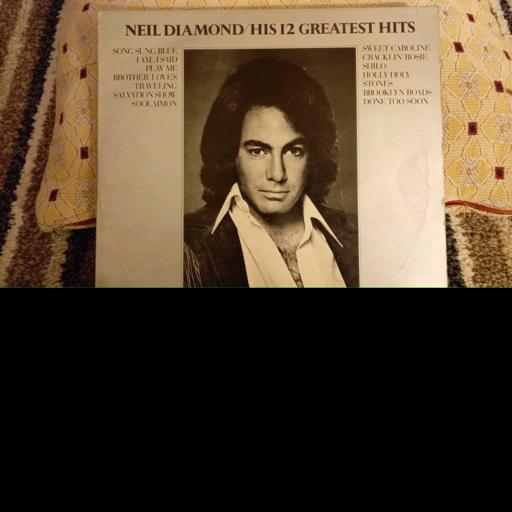 NEIL DIAMOND/HIS 12 GREATEST HITS
SONG SUNG BLUE
I AM...I SAID
PLAY ME
BROTHER LOVES
TRAVELING
SALVATION SHOW
SOOLAIMON
SWEET CAROLINE
CRACKLIN' ROSIE
SHILO
HOLLY HOLY
STONES
BROOKLYN ROADS
DONE TOO SOON